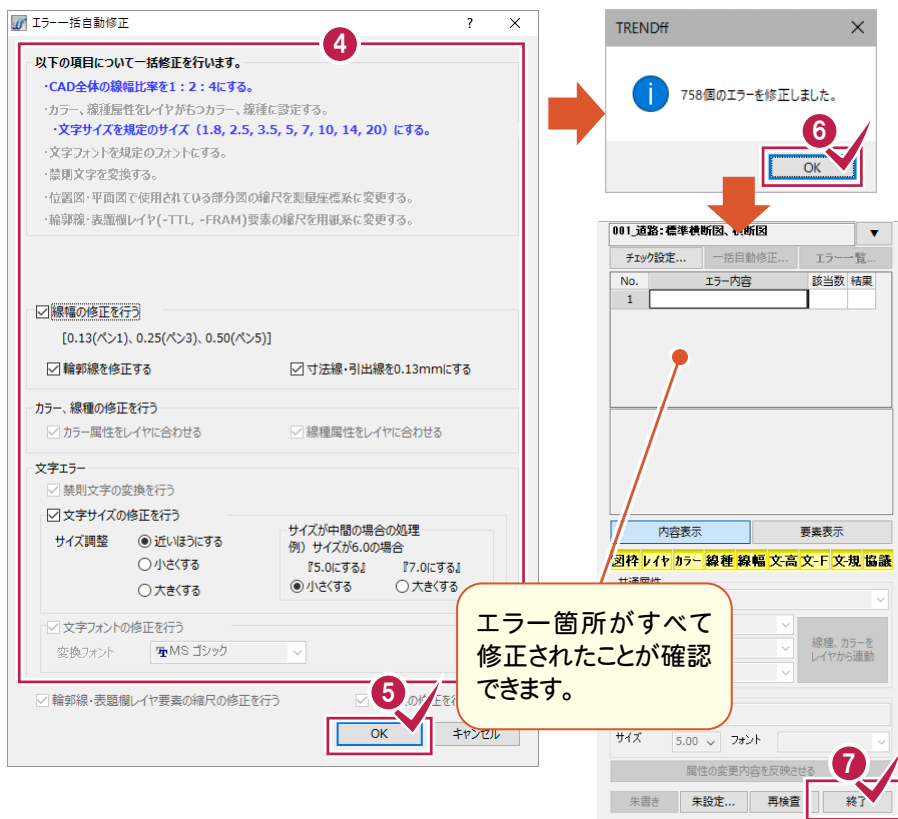 エラー一括自動修正
?
×
4
以下の項目について一括修正を行います。
・CAD全体の線幅比率を1：2：4にする。
・カラー、線種属性をレイヤがもつカラー、線種に設定する。
・文字サイズを規定のサイズ（1.8, 2.5, 3.5, 5, 7, 10, 14, 20）にする。
・文字フォントを規定のフォントにする。
・禁則文字を変換する。
・位置図・平面図で使用されている部分図の縮尺を測量座標系に変更する。
・輪郭線・表題欄レイヤ(-TTL, -FRAM)要素の縮尺を用紙系に変更する。
線幅の修正を行う
[0.13(ペン1)、0.25(ペン3)、0.50(ペン5)]
輪郭線を修正する
寸法線・引出線を0.13mmにする
カラー、線種の修正を行う
カラー属性をレイヤに合わせる
線種属性をレイヤに合わせる
文字エラー
禁則文字の変換を行う
文字サイズの修正を行う
サイズ調整
近いほうにする
小さくする
大きくする
サイズが中間の場合の処理
例）サイズが6.0の場合
『5.0にする』
『7.0にする』
小さくする
大きくする
文字フォントの修正を行う
変換フォント
MS ゴシック
輪郭線・表題欄レイヤ要素の縮尺の修正を行う
の修正を行
5
OK
キャンセル
TRENDff
×
758個のエラーを修正しました。
6
OK
001_道路：標準横断図、横断図
チェック設定...
一括自動修正...
エラー一覧...
No.
エラー内容
該当数
結果
1
内容表示
要素表示
図枠 レイヤ カラー 線種 線幅 文高 文-F 文-規 協議
共通属性
線種、カラーを
レイヤから連動
エラー箇所がすべて
修正されたことが確認
できます。
サイズ
5.00
フォント
属性の変更内容を反映させる
7
朱書き
朱設定...
再検査
終了